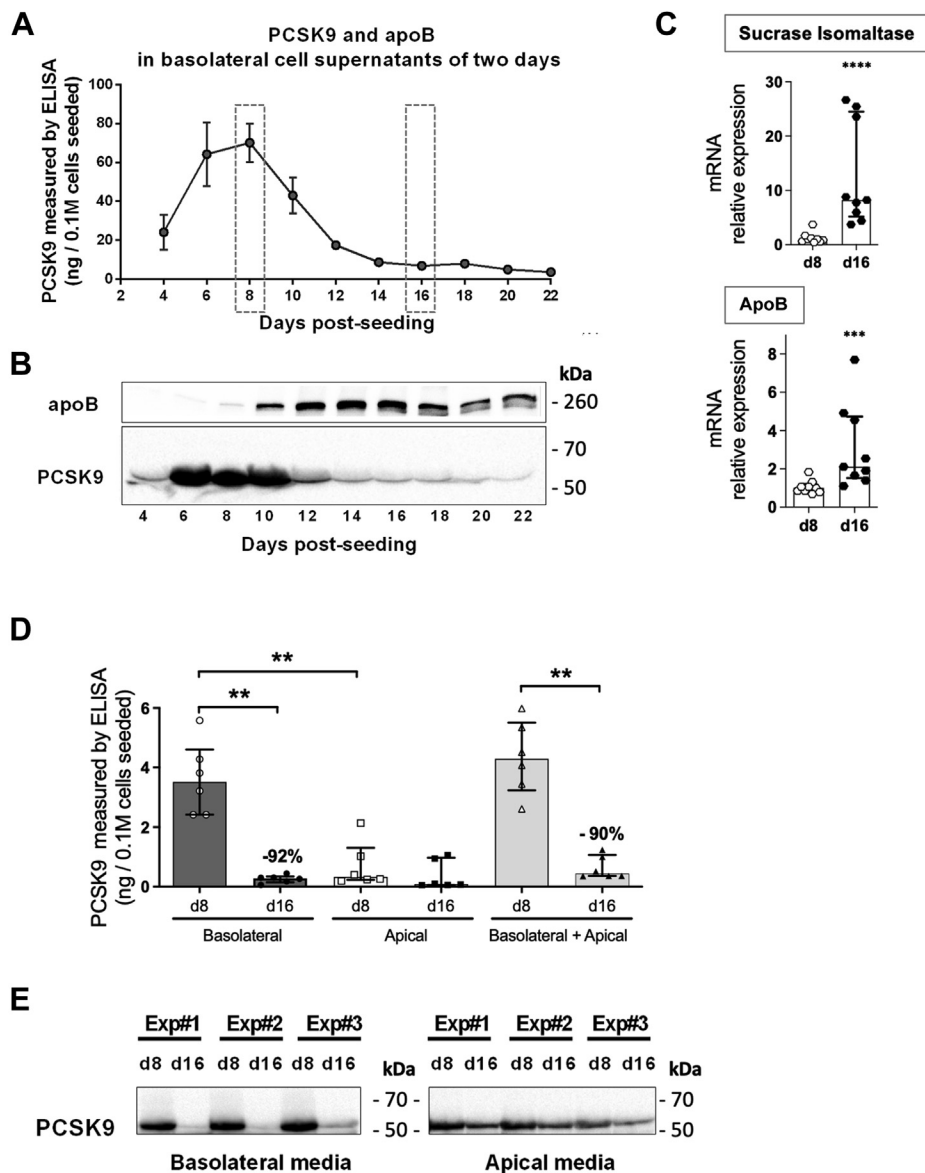 A
PCSK9 and apoB
in basolateral cell supernatants of two days
PCSK9 measured by ELISA
(ng / 0.1M cells seeded)
100
80
60
40
20
0
2 4 6 8 10 12 14 16 18 20 22
Days post-seeding
B
kDa
apoB
- 260
- 70
PCSK9
- 50
4 6 8 10 12 14 16 18 20 22
Days post-seeding
C
Sucrase Isomaltase
mRNA
relative expression
****
30
20
10
0
d8 d16
ApoB
mRNA
relative expression
***
8
6
4
2
0
d8 d16
D
PCSK9 measured by ELISA
(ng / 0.1M cells seeded)
** ** **
6
4
2
0
-92%
- 90%
d8 d16 d8 d16 d8 d16
Basolateral Apical Basolateral + Apical
E
Exp#1 Exp#2 Exp#3 Exp#1 Exp#2 Exp#3
d8 d16 d8 d16 d8 d16 kDa d8 d16 d8 d16 d8 d16 kDa
- 70 - 70
PCSK9 - 50 - 50
Basolateral media Apical media